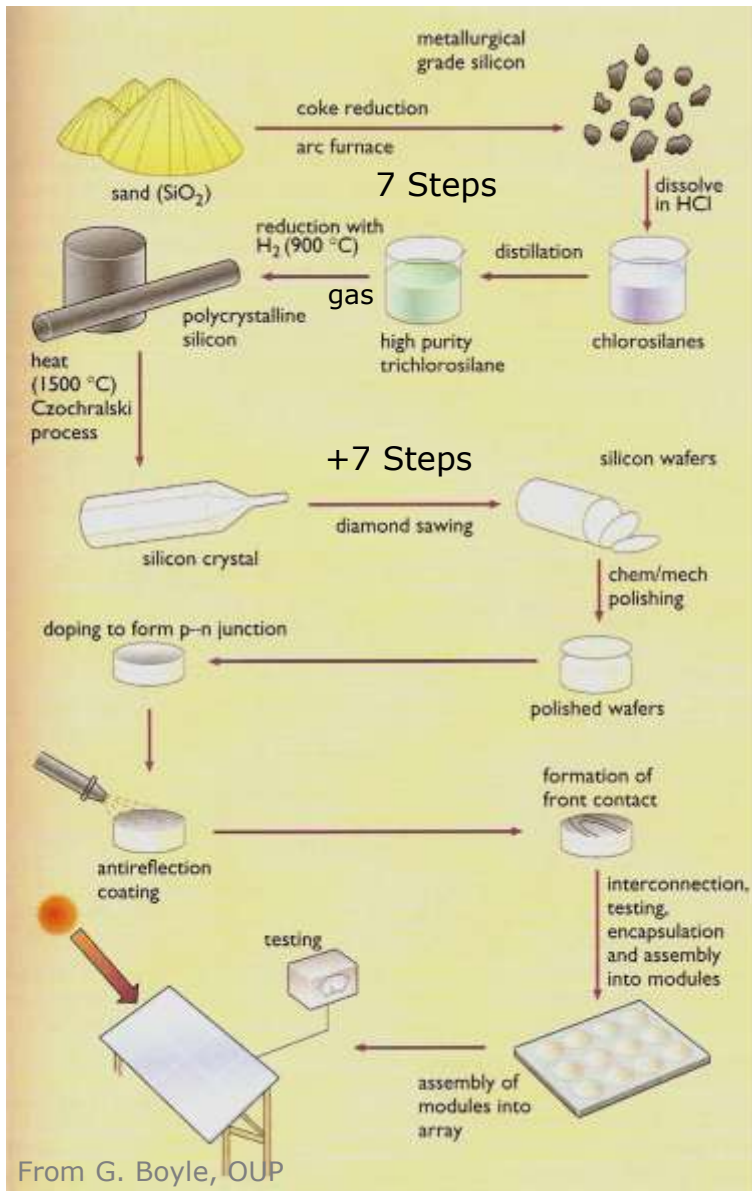 metallurgical
grade silicon
coke reduction
arc furnace
sand (SiO₂)
7 Steps
dissolve
in HCl
reduction with
H₂ (900 °C)
distillation
gas
polycrystalline
silicon
high purity
trichlorosilane
chlorosilanes
heat
(1500 °C)
Czochralski
process
+7 Steps
silicon wafers
diamond sawing
silicon crystal
chem/mech
polishing
doping to form p–n junction
polished wafers
formation of
front contact
antireflection
coating
interconnection,
testing,
encapsulation
and assembly
into modules
testing
assembly of
modules into
array
From G. Boyle, OUP